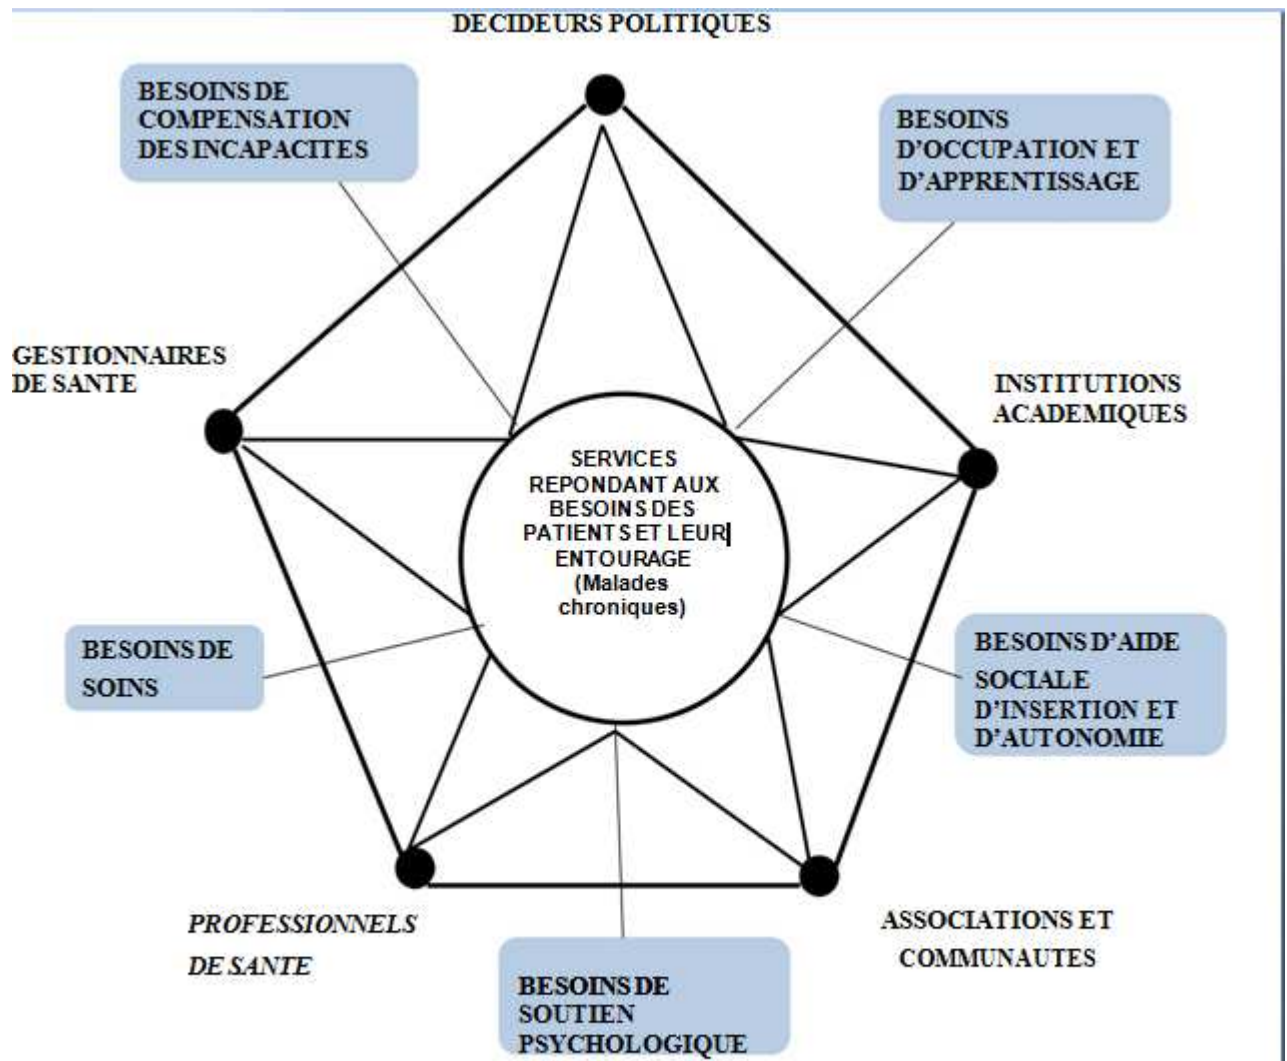 DECIDEURS POLITIQUES
BESOINS DE
COMPENSATION
DES INCAPACITES
BESOINS
D’OCCUPATION ET
D’APPRENTISSAGE
GESTIONNAIRES
DE SANTE
INSTITUTIONS
ACADEMIQUES
SERVICES
REPONDANT AUX
BESOINS DES
PATIENTS ET LEUR
ENTOURAGE
(Malades
chroniques)
BESOINS DE
SOINS
BESOINS D’AIDE
SOCIALE
D’INSERTION ET
D’AUTONOMIE
PROFESSIONNELS
DE SANTE
ASSOCIATIONS ET
COMMUNAUTES
BESOINS DE
SOUTIEN
PSYCHOLOGIQUE